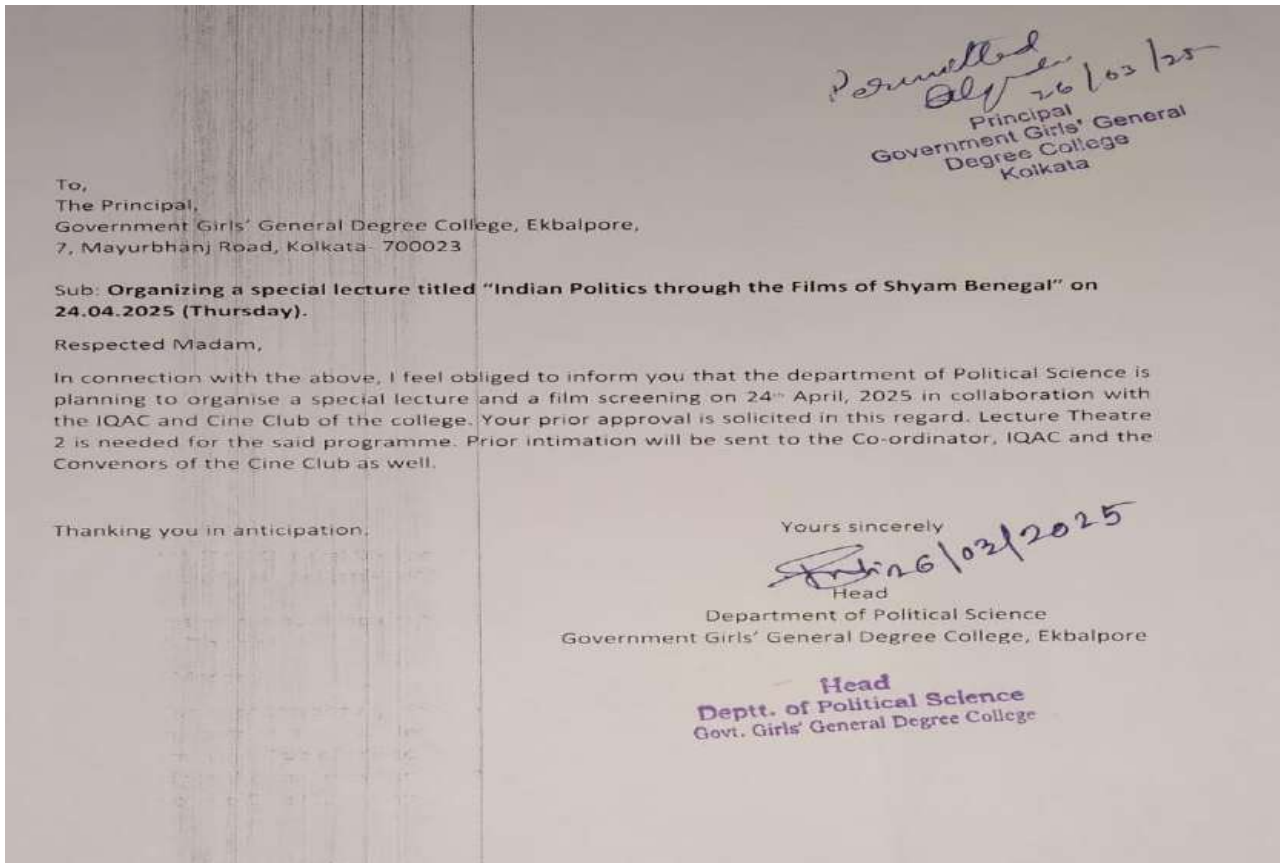 Permitted
26/03/25
Principal
Government Girls' General
Degree College
Kolkata
To,
The Principal,
Government Girls' General Degree College, Ekbalpore,
7, Mayurbhanj Road, Kolkata- 700023
Sub: Organizing a special lecture titled “Indian Politics through the Films of Shyam Benegal” on
24.04.2025 (Thursday).
Respected Madam,
In connection with the above, I feel obliged to inform you that the department of Political Science is
planning to organise a special lecture and a film screening on 24th April, 2025 in collaboration with
the IQAC and Cine Club of the college. Your prior approval is solicited in this regard. Lecture Theatre
2 is needed for the said programme. Prior intimation will be sent to the Co-ordinator, IQAC and the
Convenors of the Cine Club as well.
Thanking you in anticipation.
Yours sincerely
26/03/2025
Head
Department of Political Science
Government Girls' General Degree College, Ekbalpore
Head
Deptt. of Political Science
Govt. Girls' General Degree College